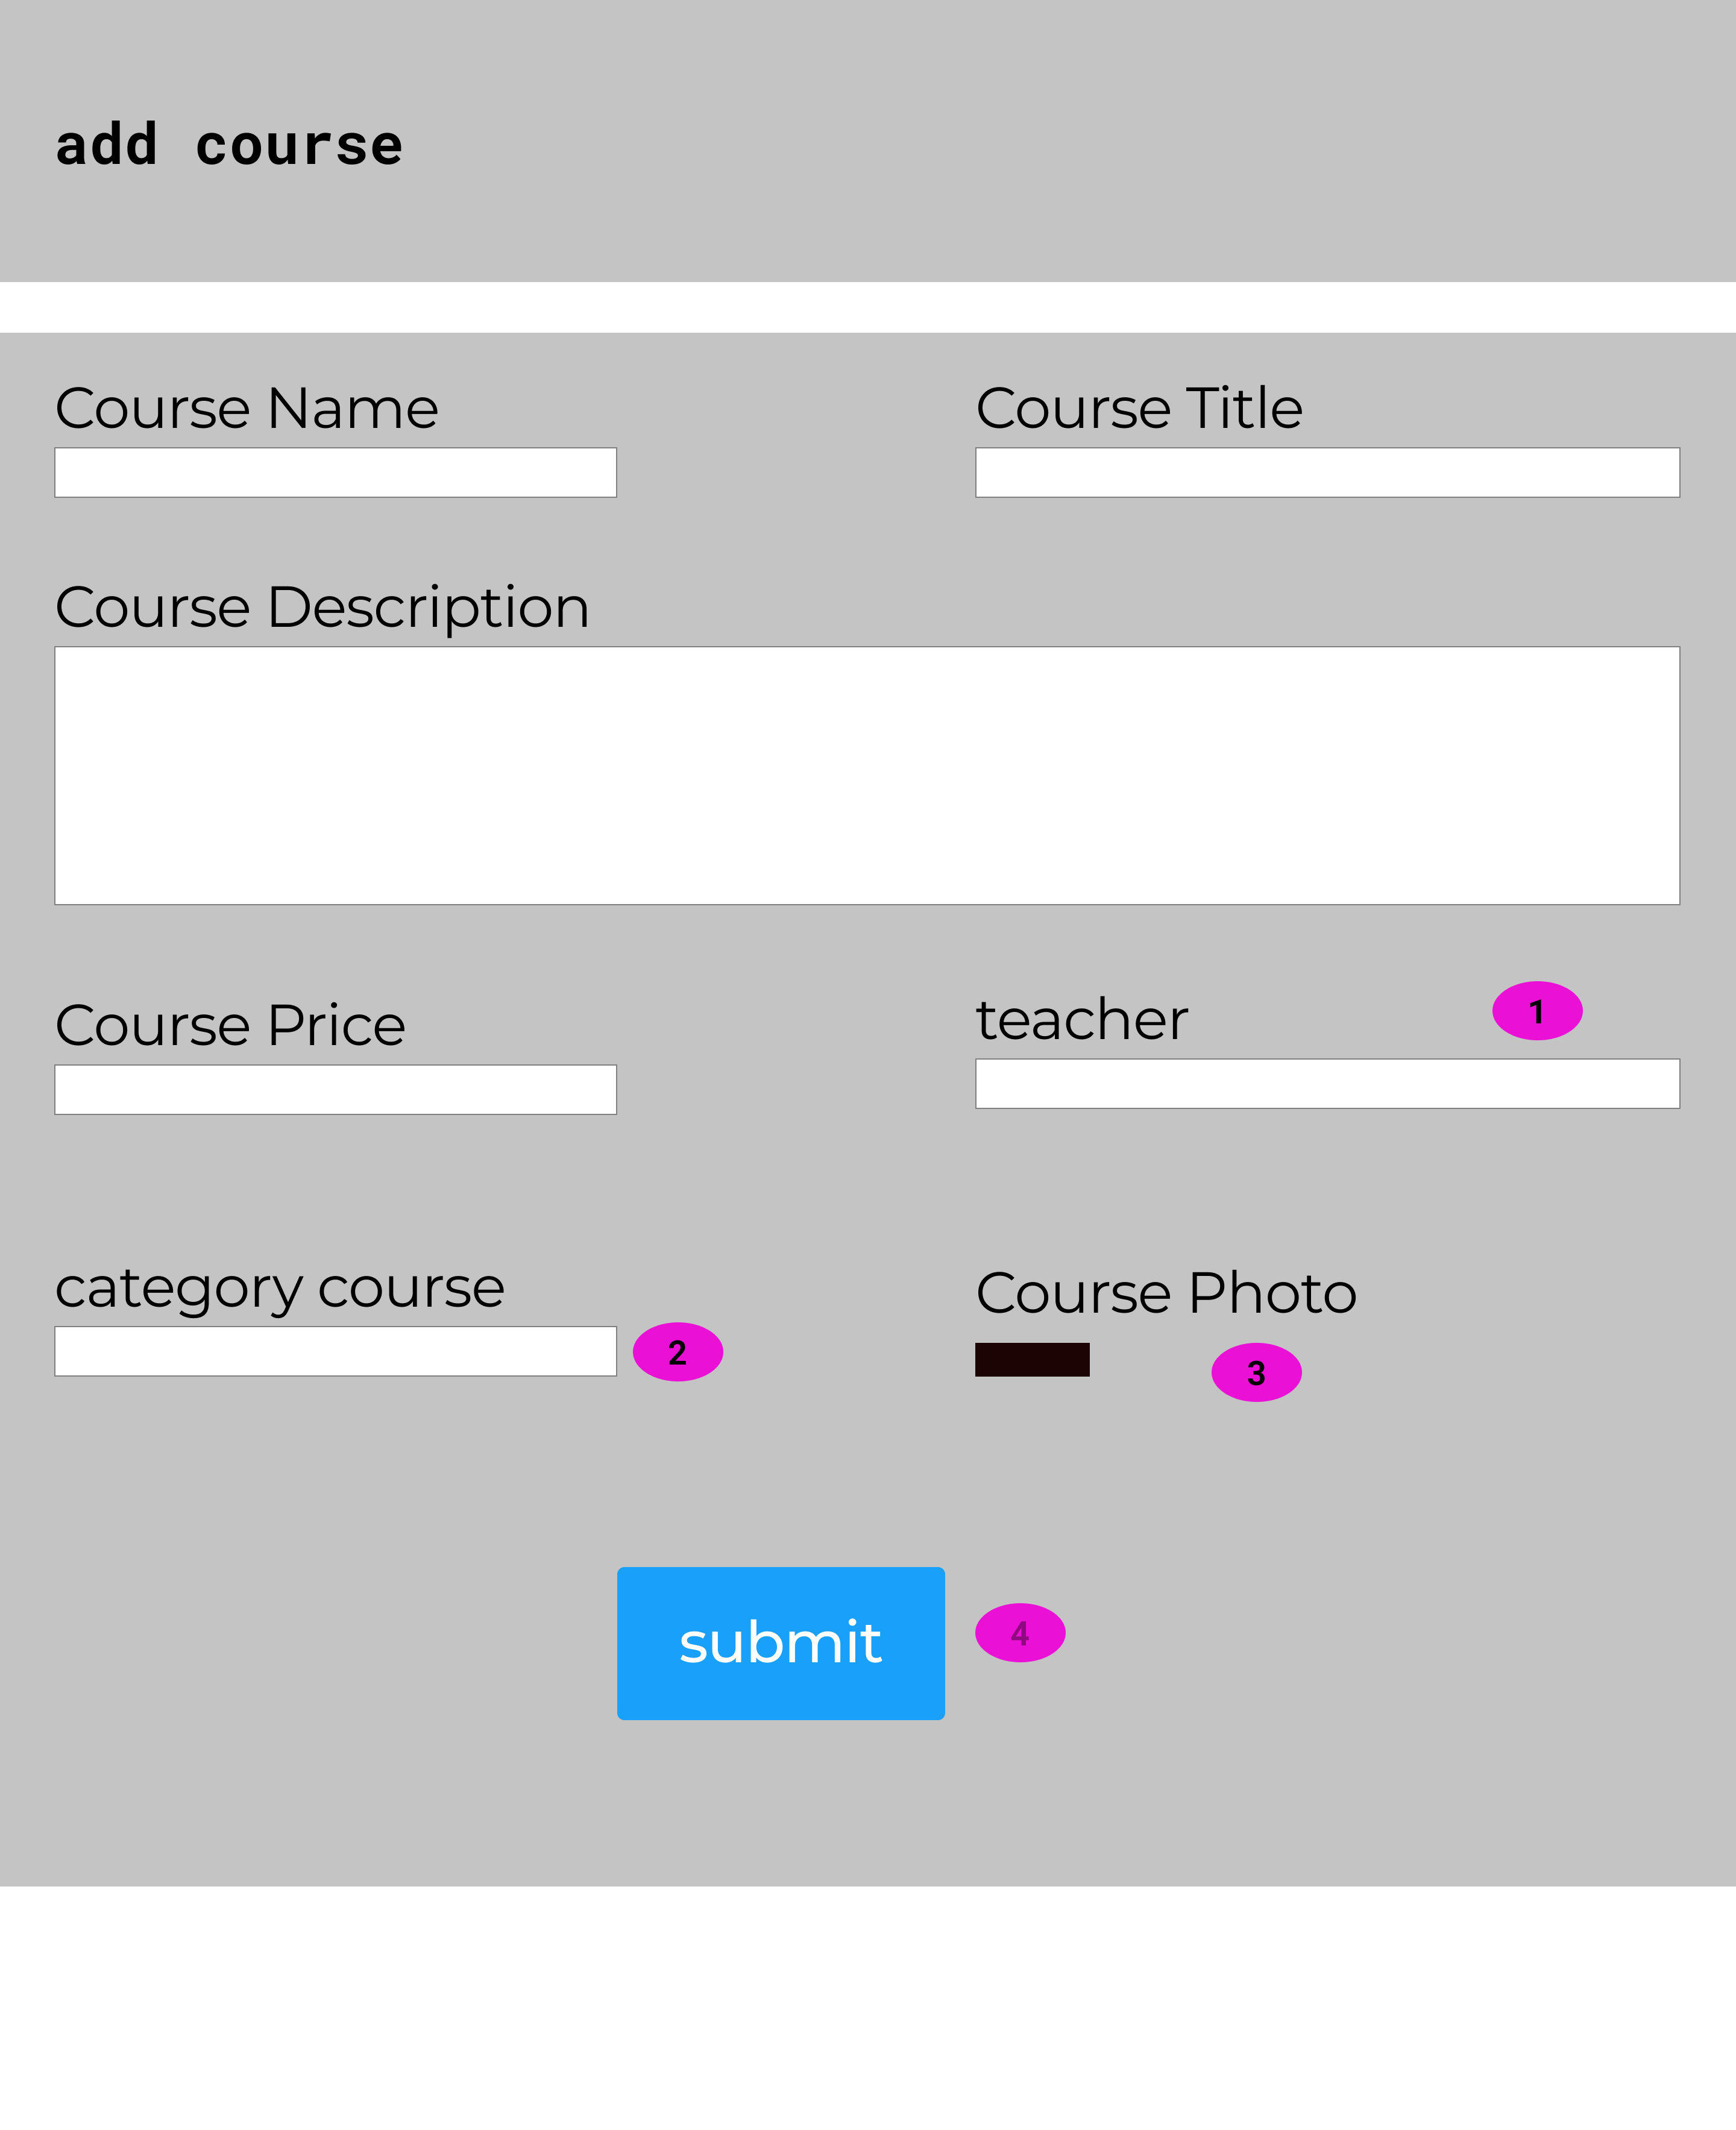 add course
Course Name
Course Title
Course Description
Course Price
teacher
1
category course
2
Course Photo
3
submit
4